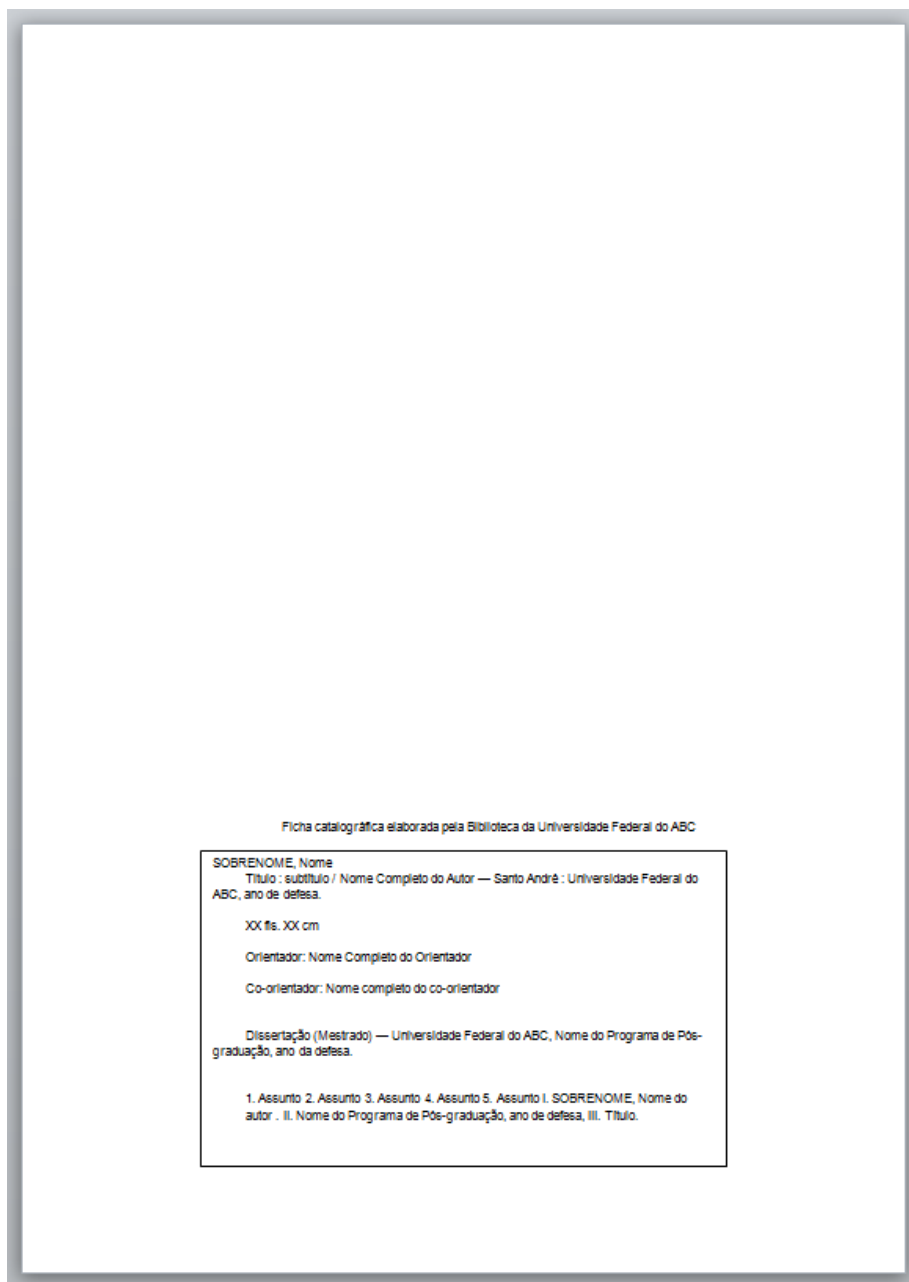 Ficha catalográfica elaborada pela Biblioteca da Universidade Federal do ABC
SOBRENOME, Nome
Título : subtítulo / Nome Completo do Autor — Santo André : Universidade Federal do
ABC, ano de defesa.
XX fls. XX cm
Orientador: Nome Completo do Orientador
Co-orientador: Nome completo do co-orientador
Dissertação (Mestrado) — Universidade Federal do ABC, Nome do Programa de Pós-
graduação, ano da defesa.
1. Assunto 2. Assunto 3. Assunto 4. Assunto 5. Assunto I. SOBRENOME, Nome do
autor . II. Nome do Programa de Pós-graduação, ano de defesa, III. Título.